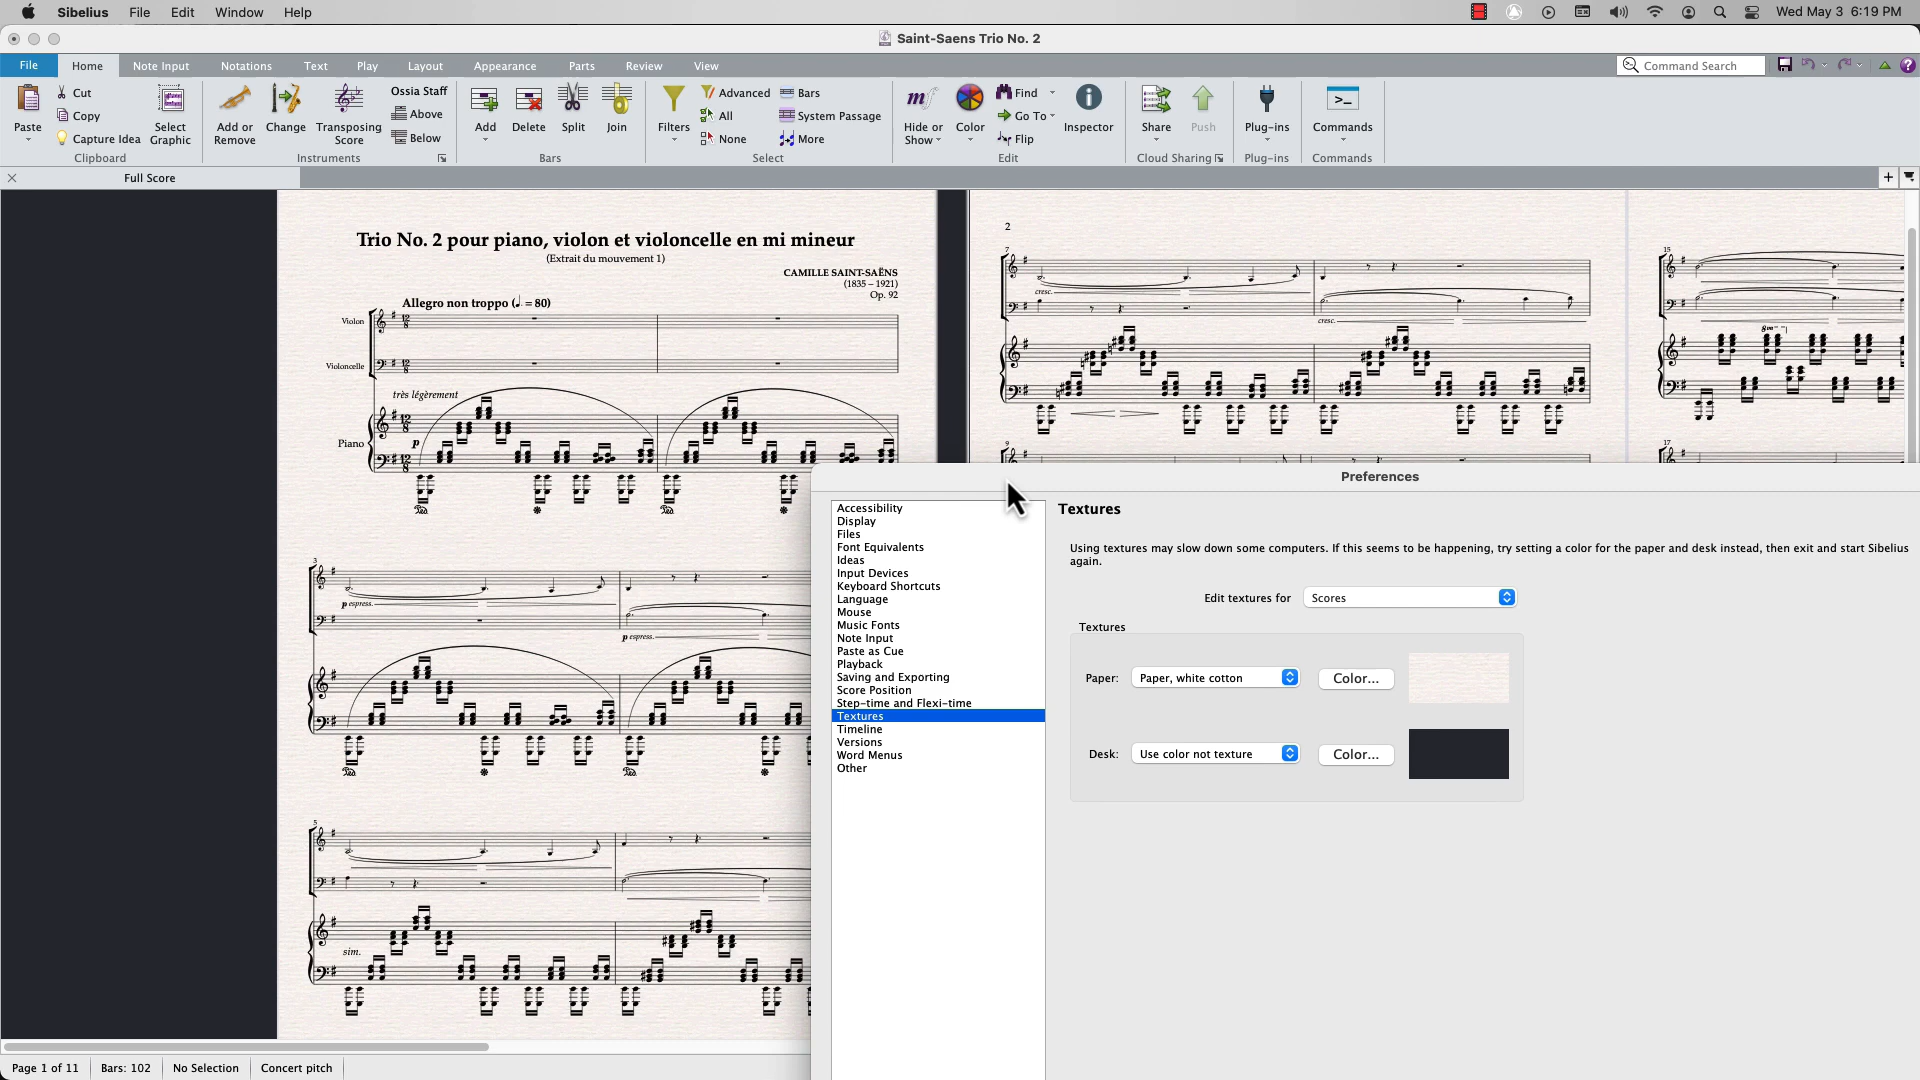 Sibelius File Edit Window Help
Wed May 3 6:19 PM
Saint-Saens Trio No. 2
File Home Note Input Notations Text Play Layout Appearance Parts Review View
Command Search
Paste
Cut
Copy
Capture Idea
Select Graphic
Clipboard
Add or Remove
Change
Transposing Score
Ossia Staff
Above
Below
Instruments
Add
Delete
Split
Join
Bars
Filters
Advanced
All
None
Bars
System Passage
More
Select
Hide or Show
Color
Find
Go To
Flip
Inspector
Edit
Share
Push
Cloud Sharing
Plug-ins
Plug-ins
Commands
Commands
Full Score
Trio No. 2 pour piano, violon et violoncelle en mi mineur
(Extrait du mouvement 1)
CAMILLE SAINT-SAËNS
(1835 – 1921)
Op. 92
Allegro non troppo (♩. = 80)
Violon
Violoncelle
très légèrement
Piano
p
3
p espress.
p espress.
5
sim.
2
7
cresc.
cresc.
9
15
8va
17
Preferences
Accessibility
Display
Files
Font Equivalents
Ideas
Input Devices
Keyboard Shortcuts
Language
Mouse
Music Fonts
Note Input
Paste as Cue
Playback
Saving and Exporting
Score Position
Step-time and Flexi-time
Textures
Timeline
Versions
Word Menus
Other
Textures
Using textures may slow down some computers. If this seems to be happening, try setting a color for the paper and desk instead, then exit and start Sibelius
again.
Edit textures for Scores
Textures
Paper: Paper, white cotton Color...
Desk: Use color not texture Color...
Page 1 of 11 Bars: 102 No Selection Concert pitch